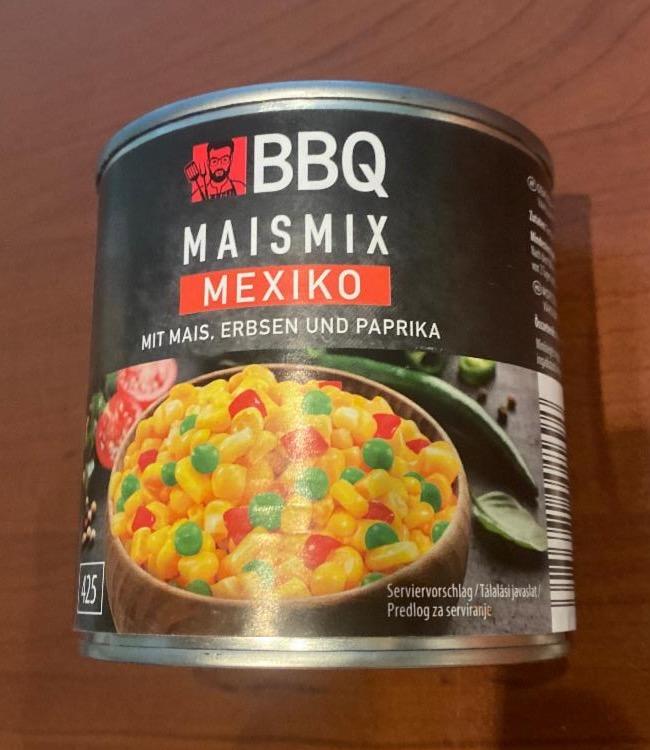 BBQ
MAISMIX
MEXIKO
MIT MAIS, ERBSEN UND PAPRIKA
425
Serviervorschlag / Tálalási javaslat /
Predlog za serviranje